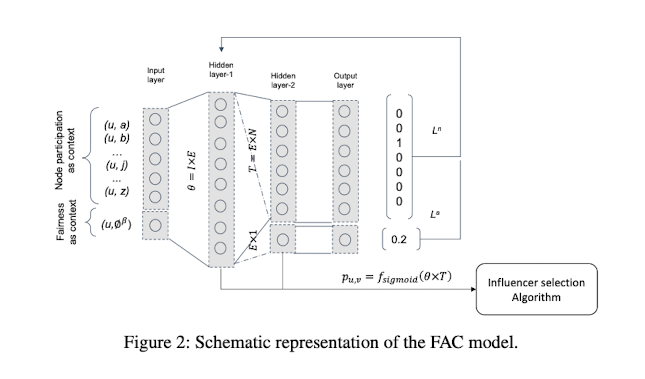 Input
layer
Hidden
layer-1
Hidden
layer-2
Output
layer
Node participation
as context
(u, a)
(u, b)
...
(u, j)
...
(u, z)
Fairness
as context
(u,ø^β)
θ = I×E
T = E×N
E×1
0
0
1
0
0
0
0
L^n
L^a
0.2
p_{u,v} = f_{sigmoid}(θ×T)
Influencer selection
Algorithm
Figure 2: Schematic representation of the FAC model.